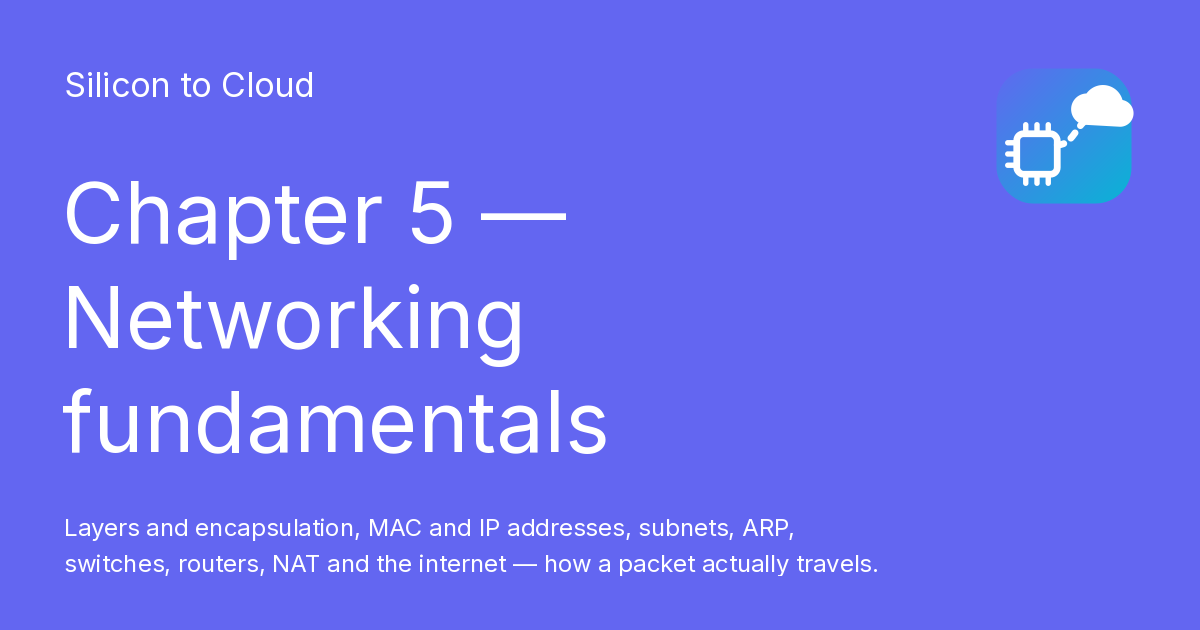 Silicon to Cloud
Chapter 5 —
Networking
fundamentals
Layers and encapsulation, MAC and IP addresses, subnets, ARP,
switches, routers, NAT and the internet — how a packet actually travels.